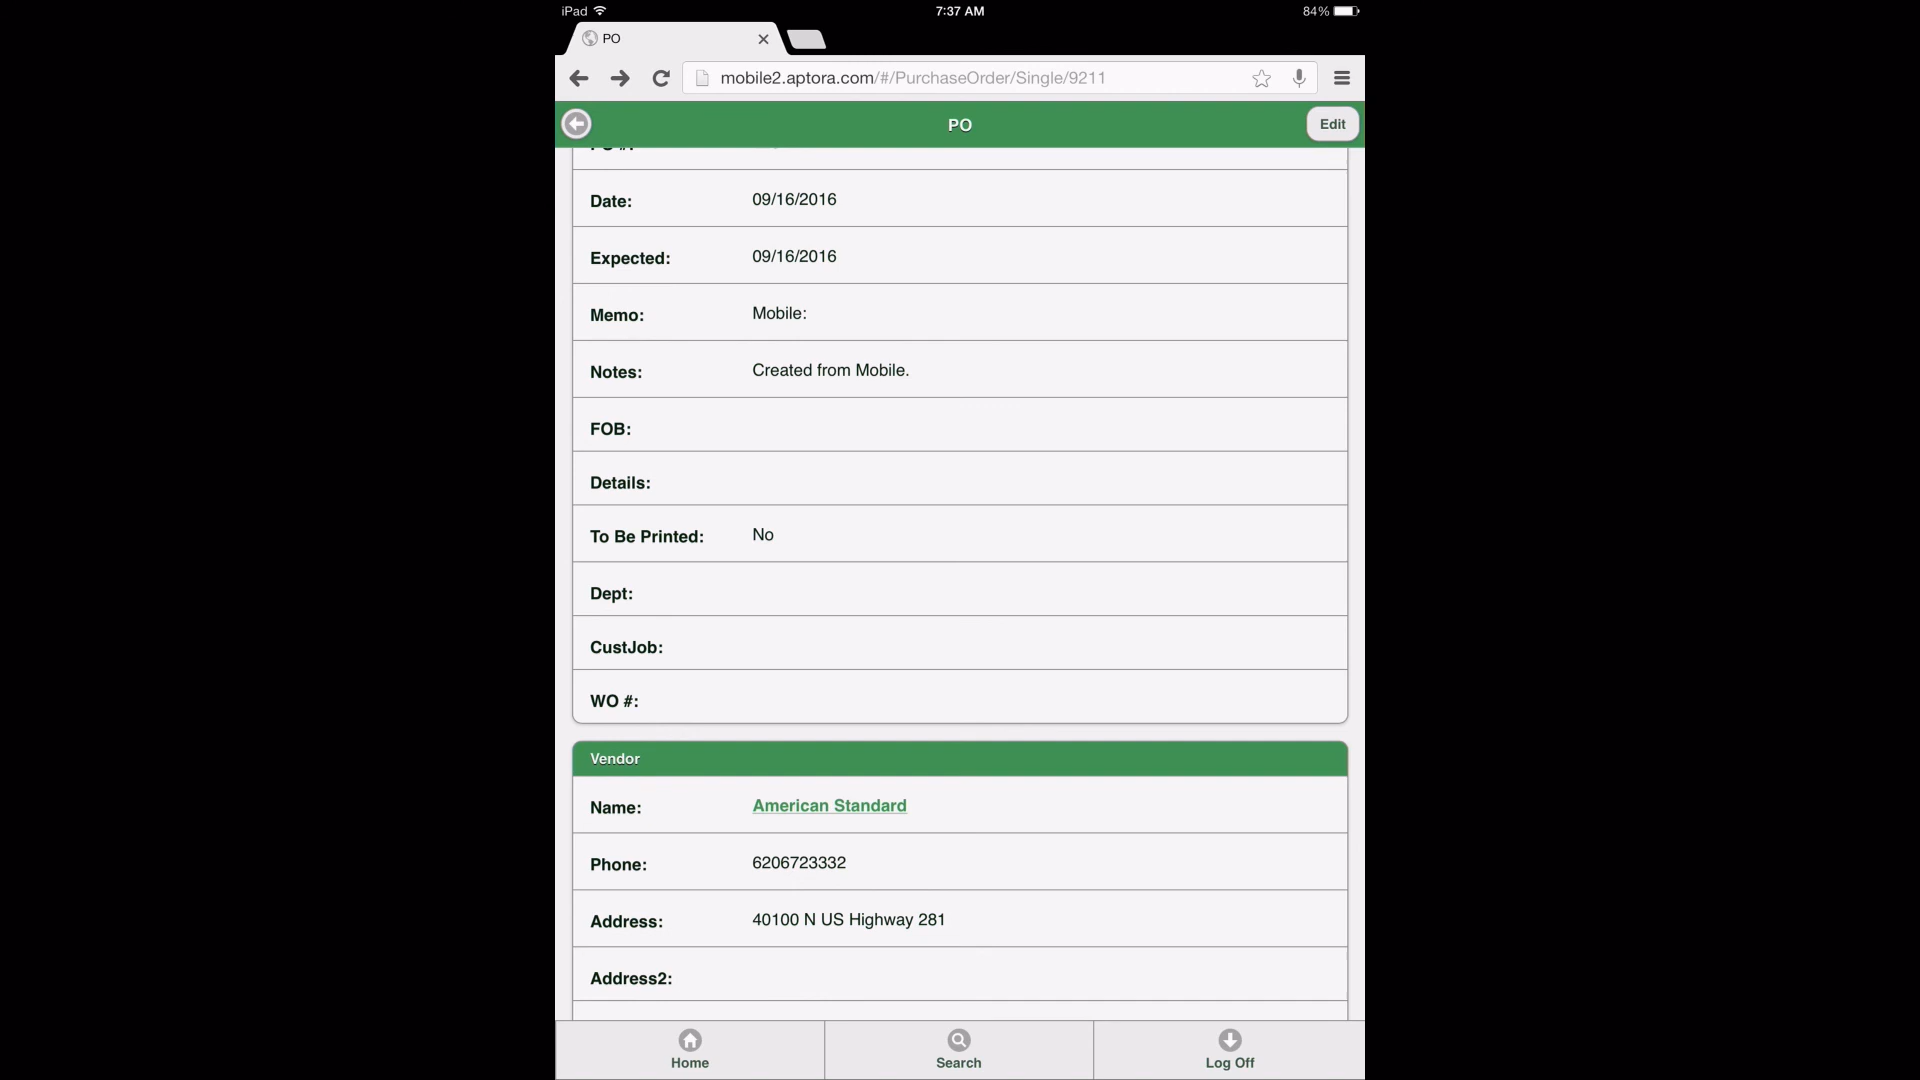 iPad 7:37 AM 84%
PO
mobile2.aptora.com/#/PurchaseOrder/Single/9211
PO Edit
Date: 09/16/2016
Expected: 09/16/2016
Memo: Mobile:
Notes: Created from Mobile.
FOB:
Details:
To Be Printed: No
Dept:
CustJob:
WO #:
Vendor
Name: American Standard
Phone: 6206723332
Address: 40100 N US Highway 281
Address2:
Home Search Log Off